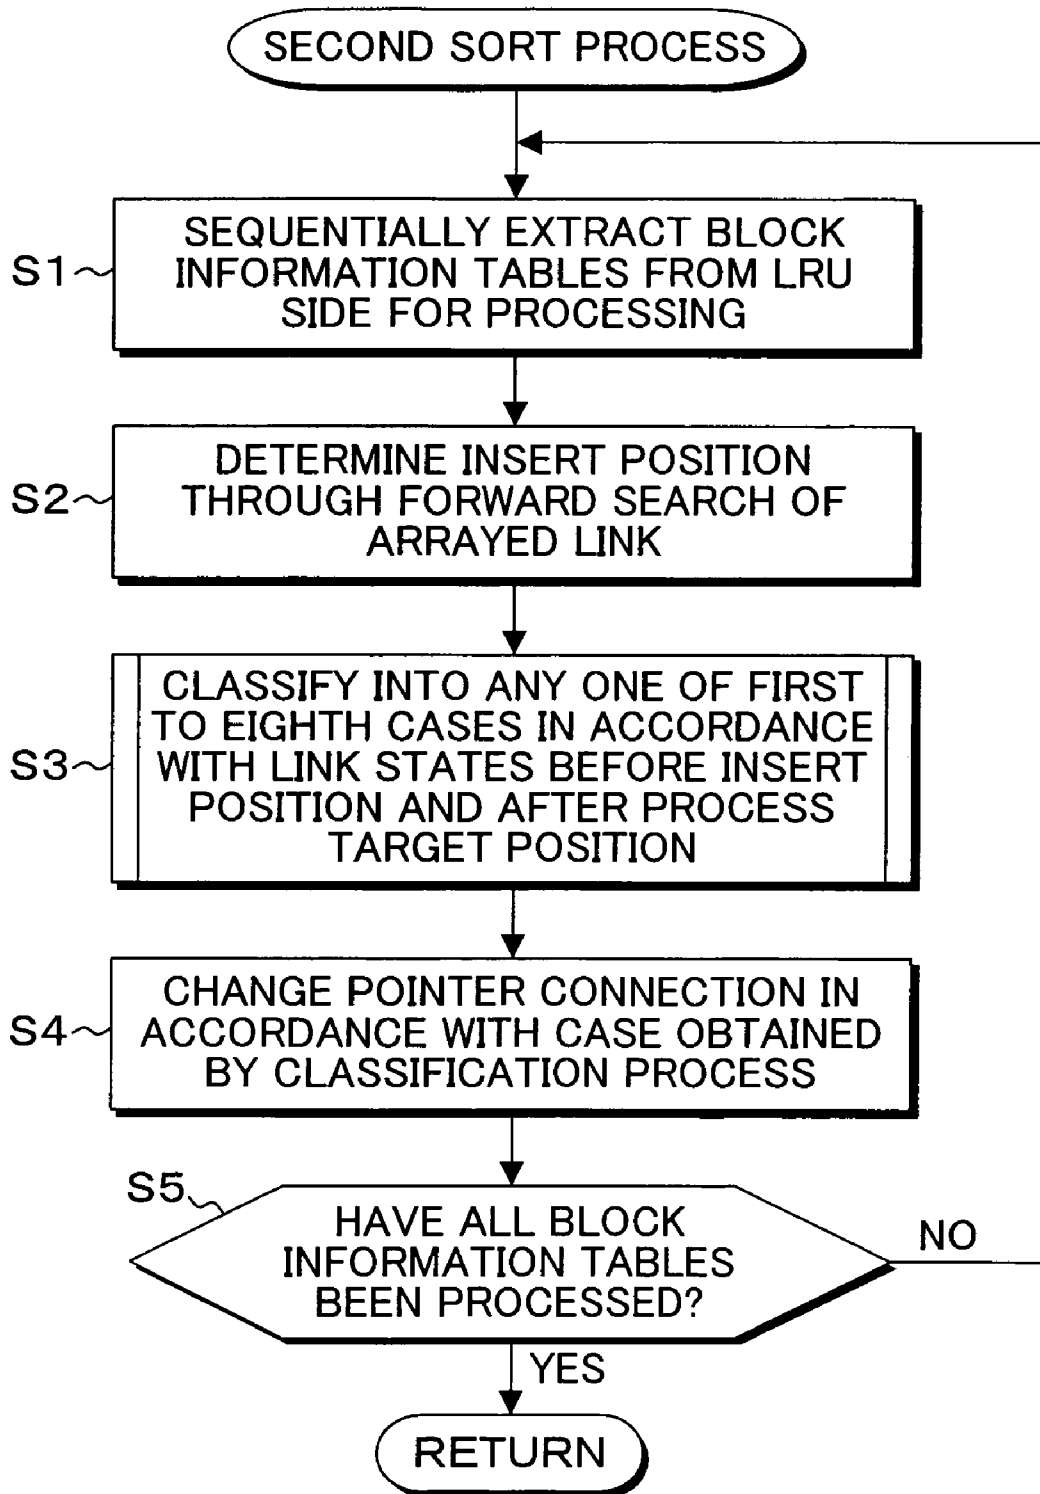 SECOND SORT PROCESS
S1
SEQUENTIALLY EXTRACT BLOCK
INFORMATION TABLES FROM LRU
SIDE FOR PROCESSING
S2
DETERMINE INSERT POSITION
THROUGH FORWARD SEARCH OF
ARRAYED LINK
S3
CLASSIFY INTO ANY ONE OF FIRST
TO EIGHTH CASES IN ACCORDANCE
WITH LINK STATES BEFORE INSERT
POSITION AND AFTER PROCESS
TARGET POSITION
S4
CHANGE POINTER CONNECTION IN
ACCORDANCE WITH CASE OBTAINED
BY CLASSIFICATION PROCESS
S5
HAVE ALL BLOCK
INFORMATION TABLES
BEEN PROCESSED?
NO
YES
RETURN